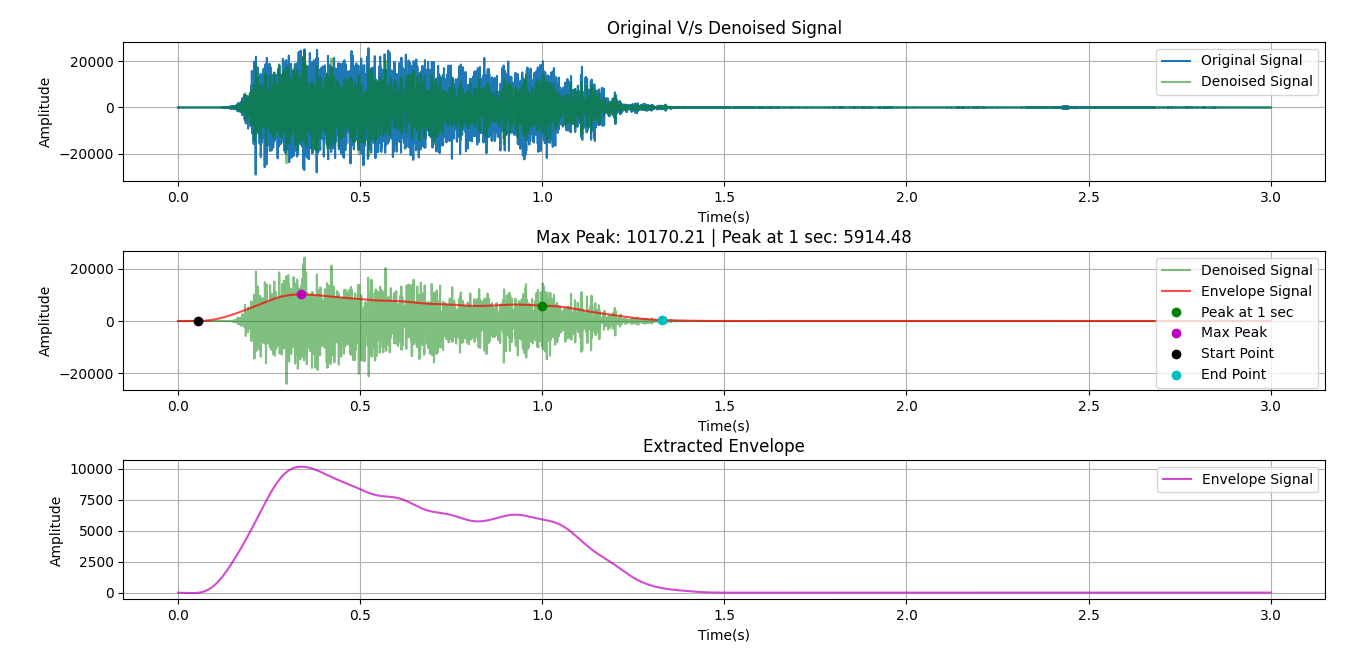 Original V/s Denoised Signal
Amplitude
20000
0
−20000
Original Signal
Denoised Signal
0.0 0.5 1.0 1.5 2.0 2.5 3.0
Time(s)
Max Peak: 10170.21 | Peak at 1 sec: 5914.48
Amplitude
20000
0
−20000
Denoised Signal
Envelope Signal
Peak at 1 sec
Max Peak
Start Point
End Point
0.0 0.5 1.0 1.5 2.0 2.5 3.0
Time(s)
Extracted Envelope
Amplitude
10000
7500
5000
2500
0
Envelope Signal
0.0 0.5 1.0 1.5 2.0 2.5 3.0
Time(s)